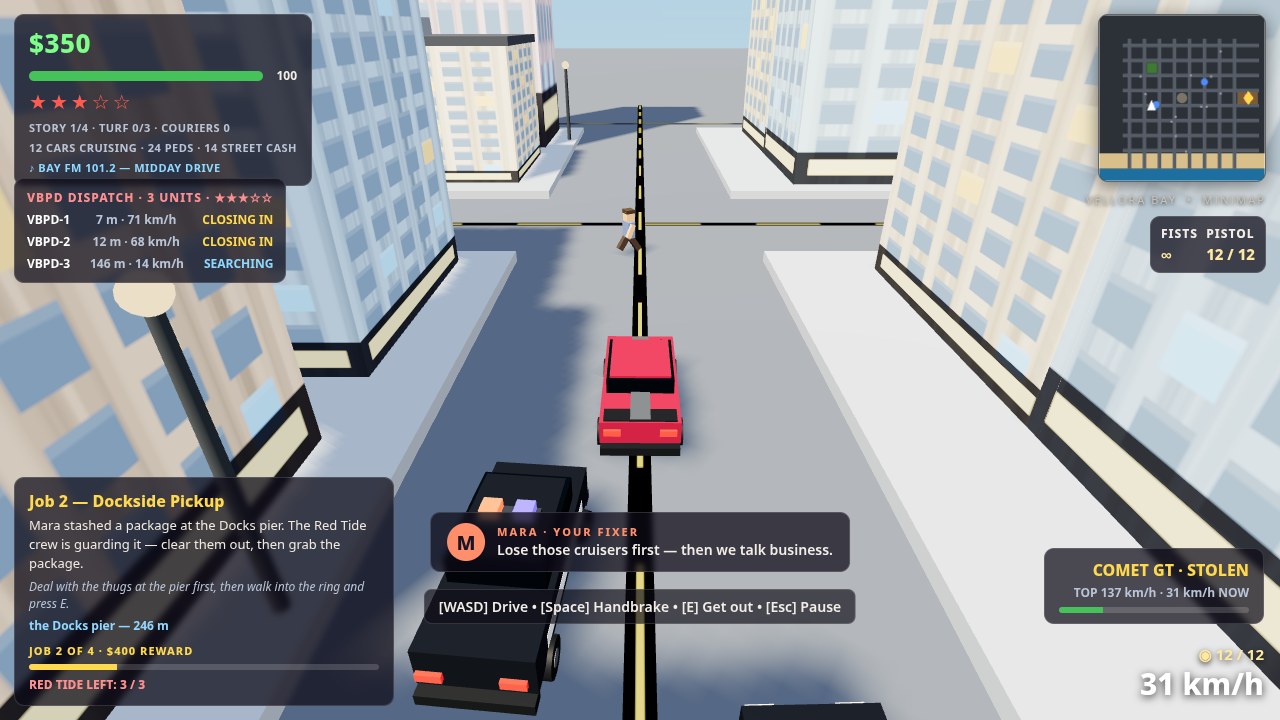 $350
100
★★★☆☆
STORY 1/4 · TURF 0/3 · COURIERS 0
12 CARS CRUISING · 24 PEDS · 14 STREET CASH
♪ BAY FM 101.2 — MIDDAY DRIVE
VBPD DISPATCH · 3 UNITS · ★★★☆☆
VBPD-1 7 m · 71 km/h CLOSING IN
VBPD-2 12 m · 68 km/h CLOSING IN
VBPD-3 146 m · 14 km/h SEARCHING
VELLORA BAY · MINIMAP
FISTS PISTOL
∞ 12 / 12
Job 2 — Dockside Pickup
Mara stashed a package at the Docks pier. The Red Tide
crew is guarding it — clear them out, then grab the
package.
Deal with the thugs at the pier first, then walk into the ring and
press E.
the Docks pier — 246 m
JOB 2 OF 4 · $400 REWARD
RED TIDE LEFT: 3 / 3
M
MARA · YOUR FIXER
Lose those cruisers first — then we talk business.
[WASD] Drive • [Space] Handbrake • [E] Get out • [Esc] Pause
COMET GT · STOLEN
TOP 137 km/h · 31 km/h NOW
◉ 12 / 12
31 km/h